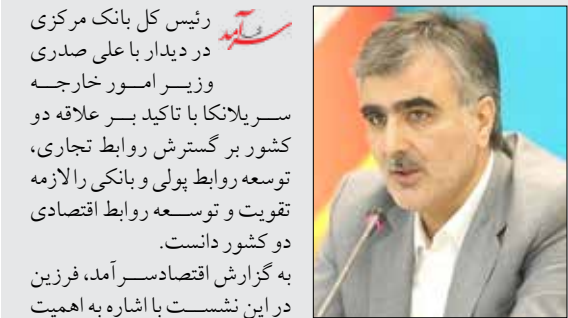 سرآمد
رئیس کل بانک مرکزی
در دیدار با علی صدری
وزیر امور خارجه
سریلانکا با تاکید بر علاقه دو
کشور بر گسترش روابط تجاری،
توسعه روابط پولی و بانکی را لازمه
تقویت و توسعه روابط اقتصادی
دو کشور دانست.
به گزارش اقتصادسرآمد، فرزین
در این نشست با اشاره به اهمیت